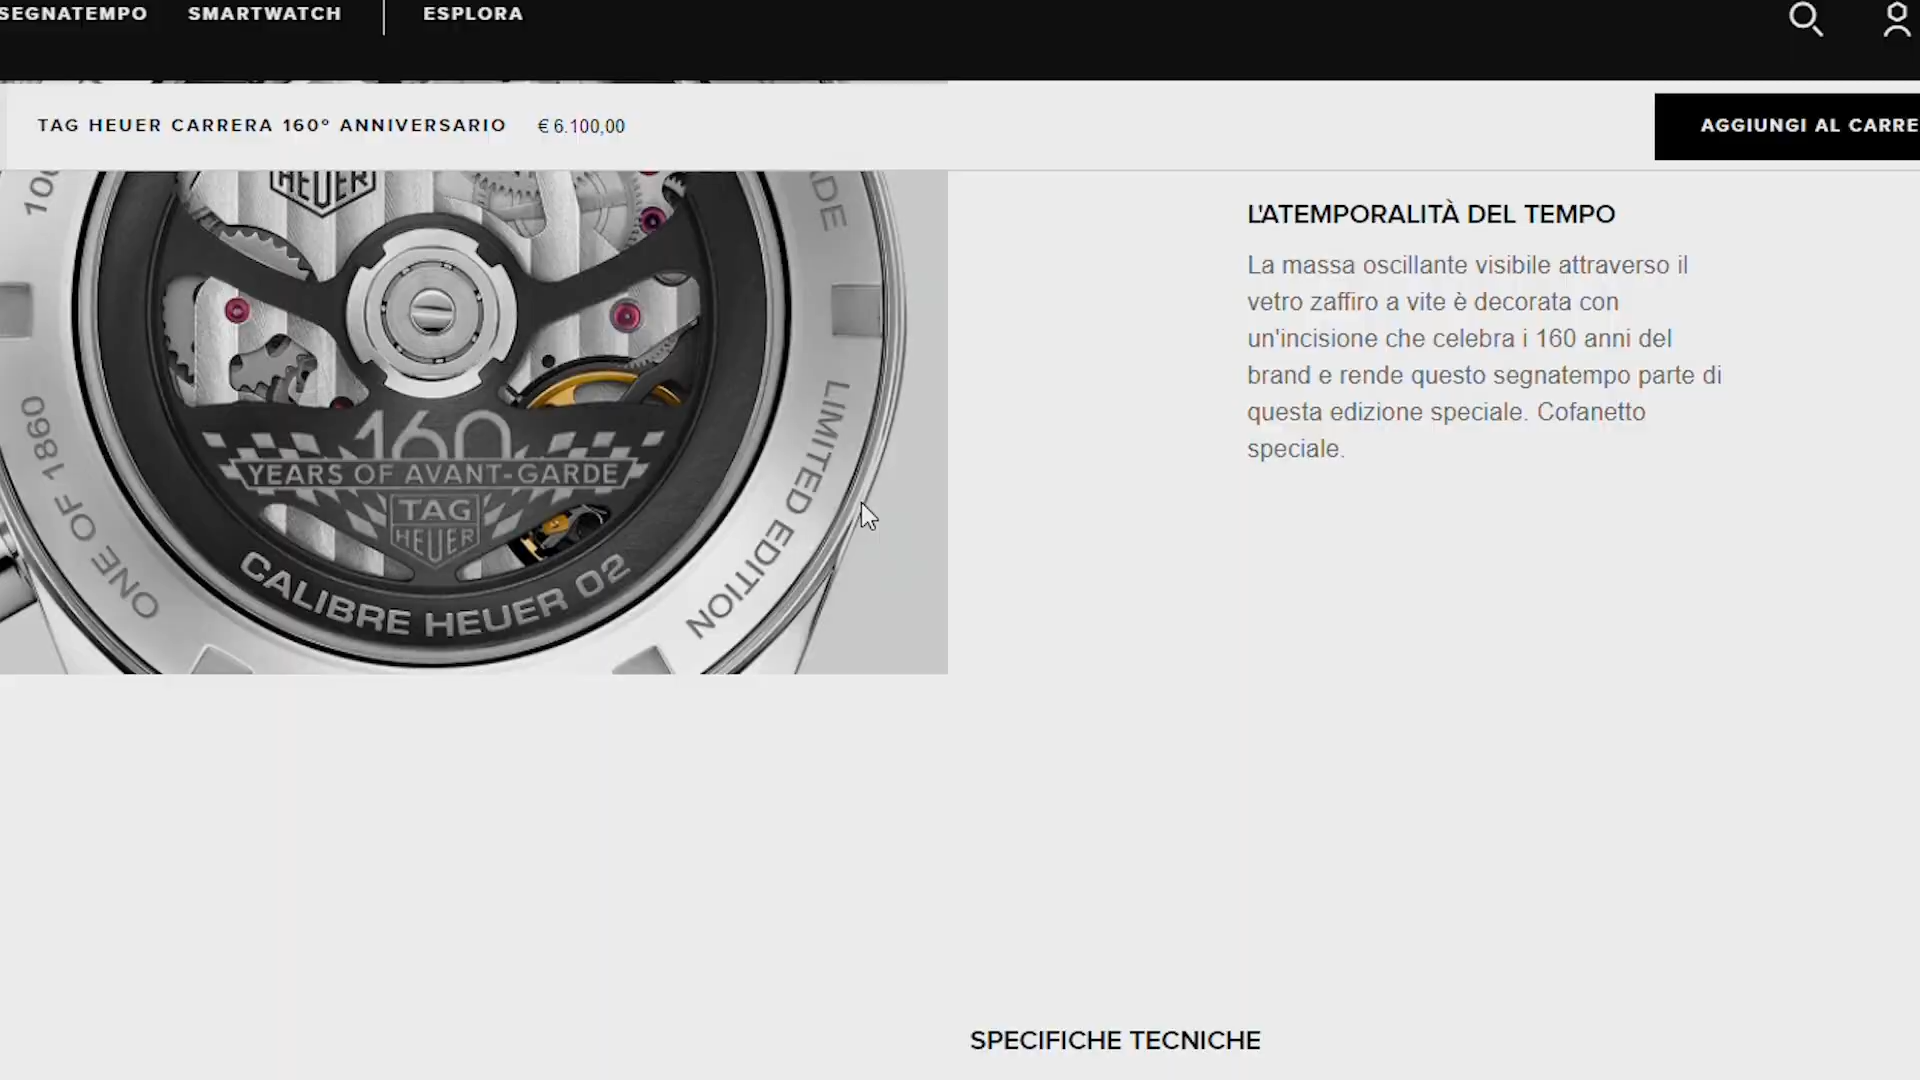 SEGNATEMPO SMARTWATCH ESPLORA
TAG HEUER CARRERA 160° ANNIVERSARIO € 6.100,00
AGGIUNGI AL CARRE
HEUER
L'ATEMPORALITÀ DEL TEMPO
La massa oscillante visibile attraverso il
vetro zaffiro a vite è decorata con
un'incisione che celebra i 160 anni del
brand e rende questo segnatempo parte di
questa edizione speciale. Cofanetto
speciale.
160
YEARS OF AVANT-GARDE
TAG
HEUER
CALIBRE HEUER 02
ONE OF 1860
LIMITED EDITION
SPECIFICHE TECNICHE